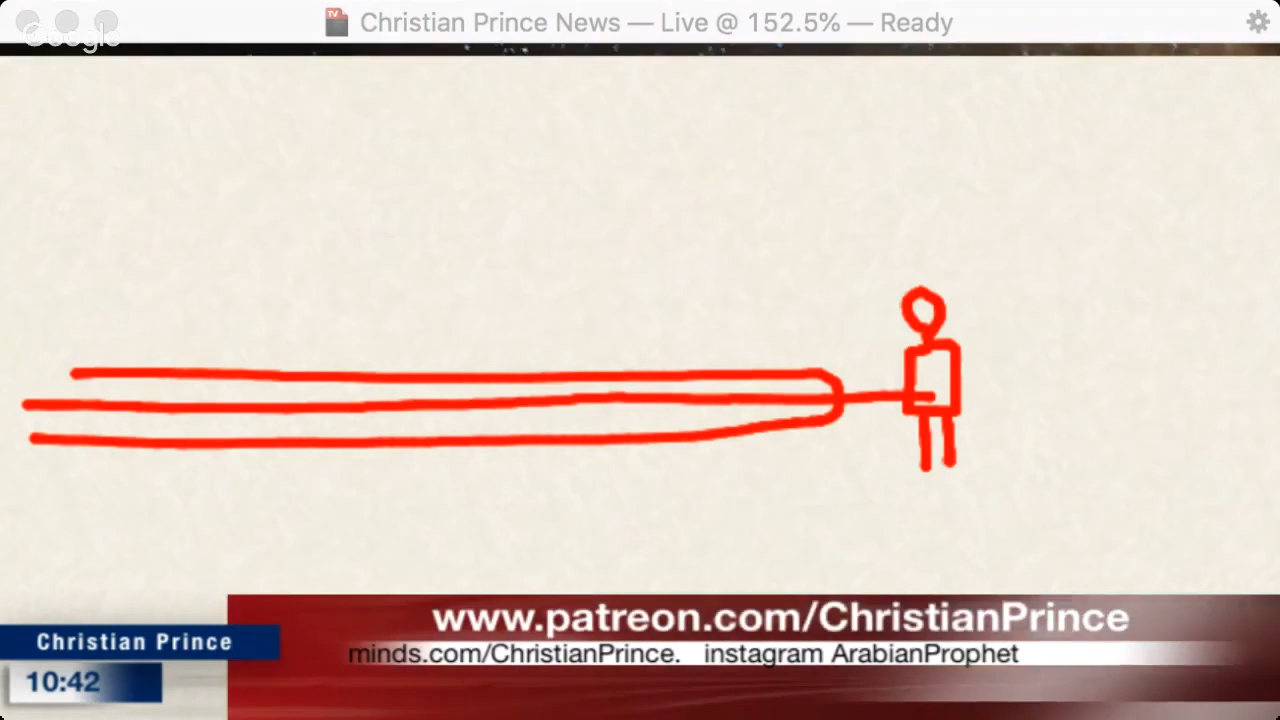 TV
Christian Prince News — Live @ 152.5% — Ready
Google
www.patreon.com/ChristianPrince
Christian Prince
minds.com/ChristianPrince. instagram ArabianProphet
10:42